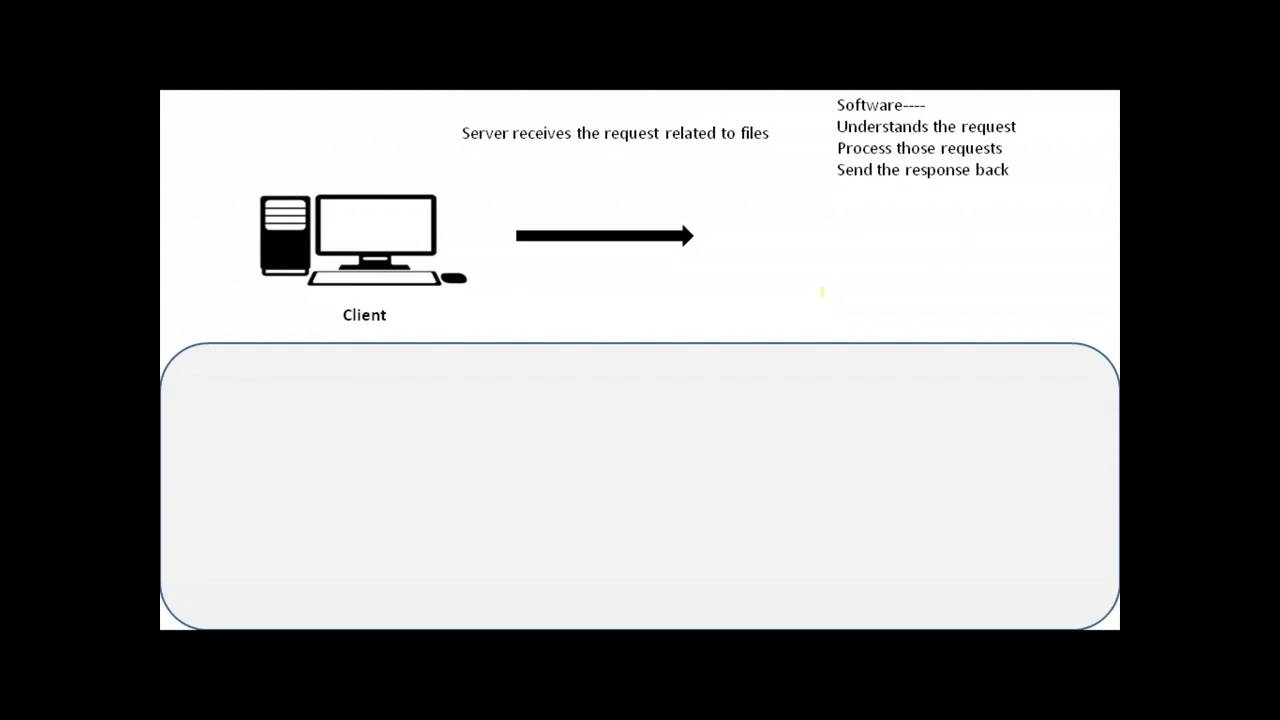 Server receives the request related to files
Software----
Understands the request
Process those requests
Send the response back
Client